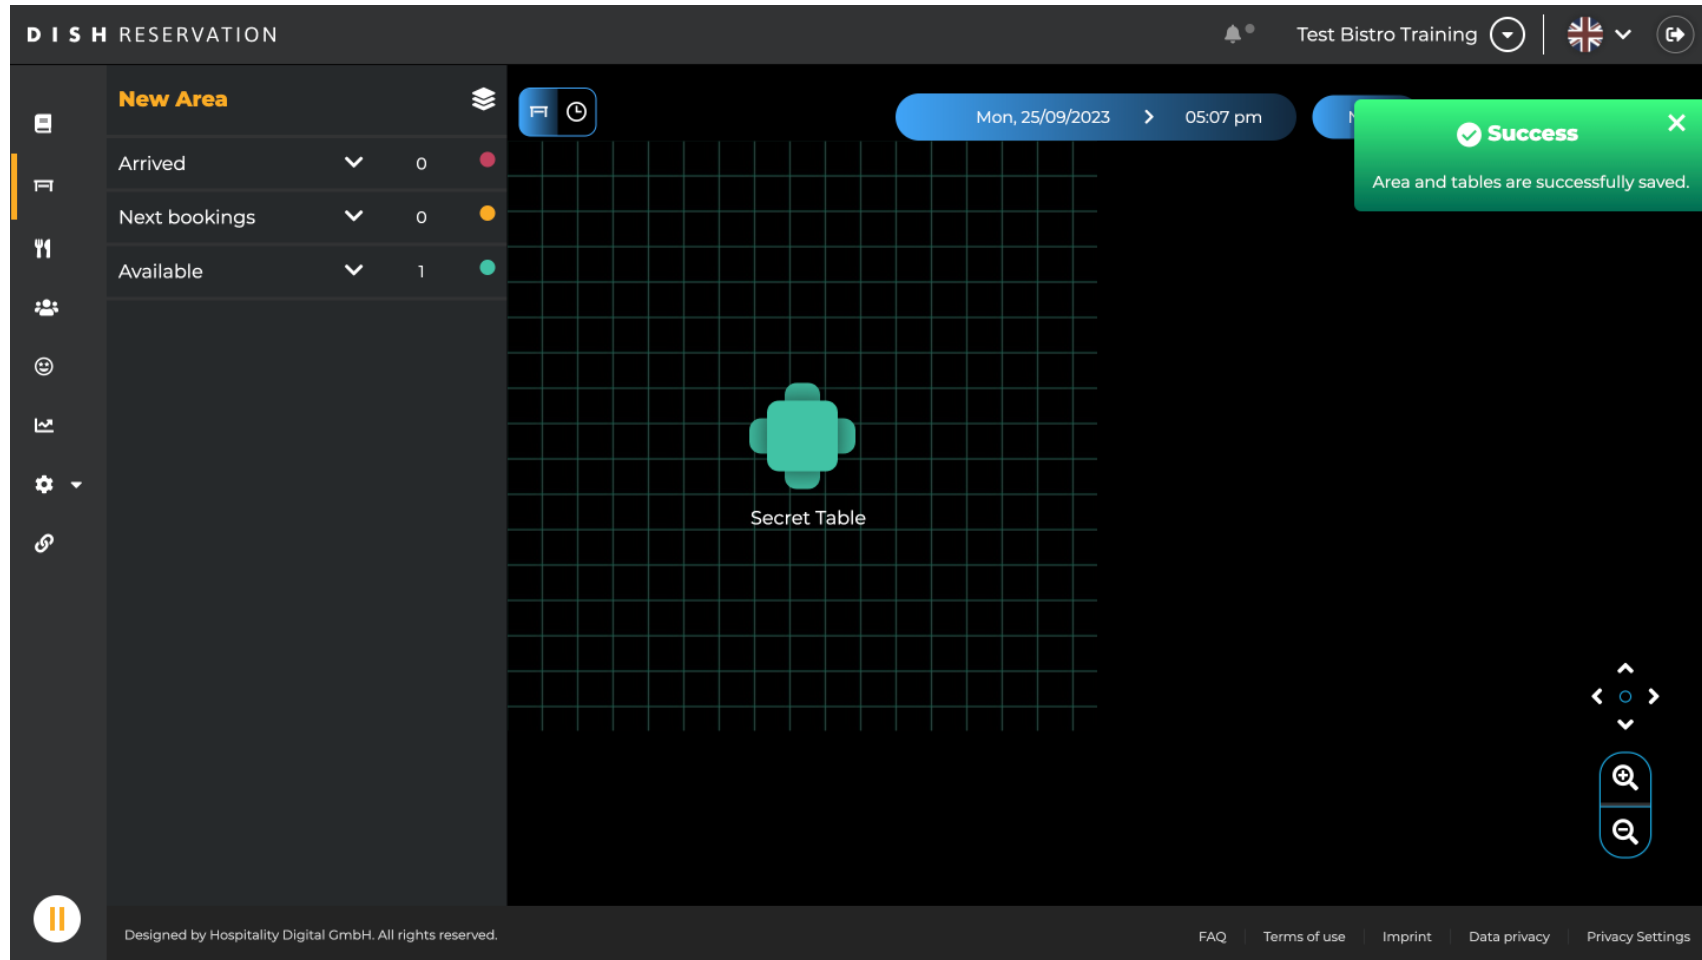 DISH RESERVATION
Test Bistro Training
New Area
Mon, 25/09/2023 05:07 pm
Success
Area and tables are successfully saved.
Arrived 0
Next bookings 0
Available 1
Secret Table
Designed by Hospitality Digital GmbH. All rights reserved.
FAQ Terms of use Imprint Data privacy Privacy Settings